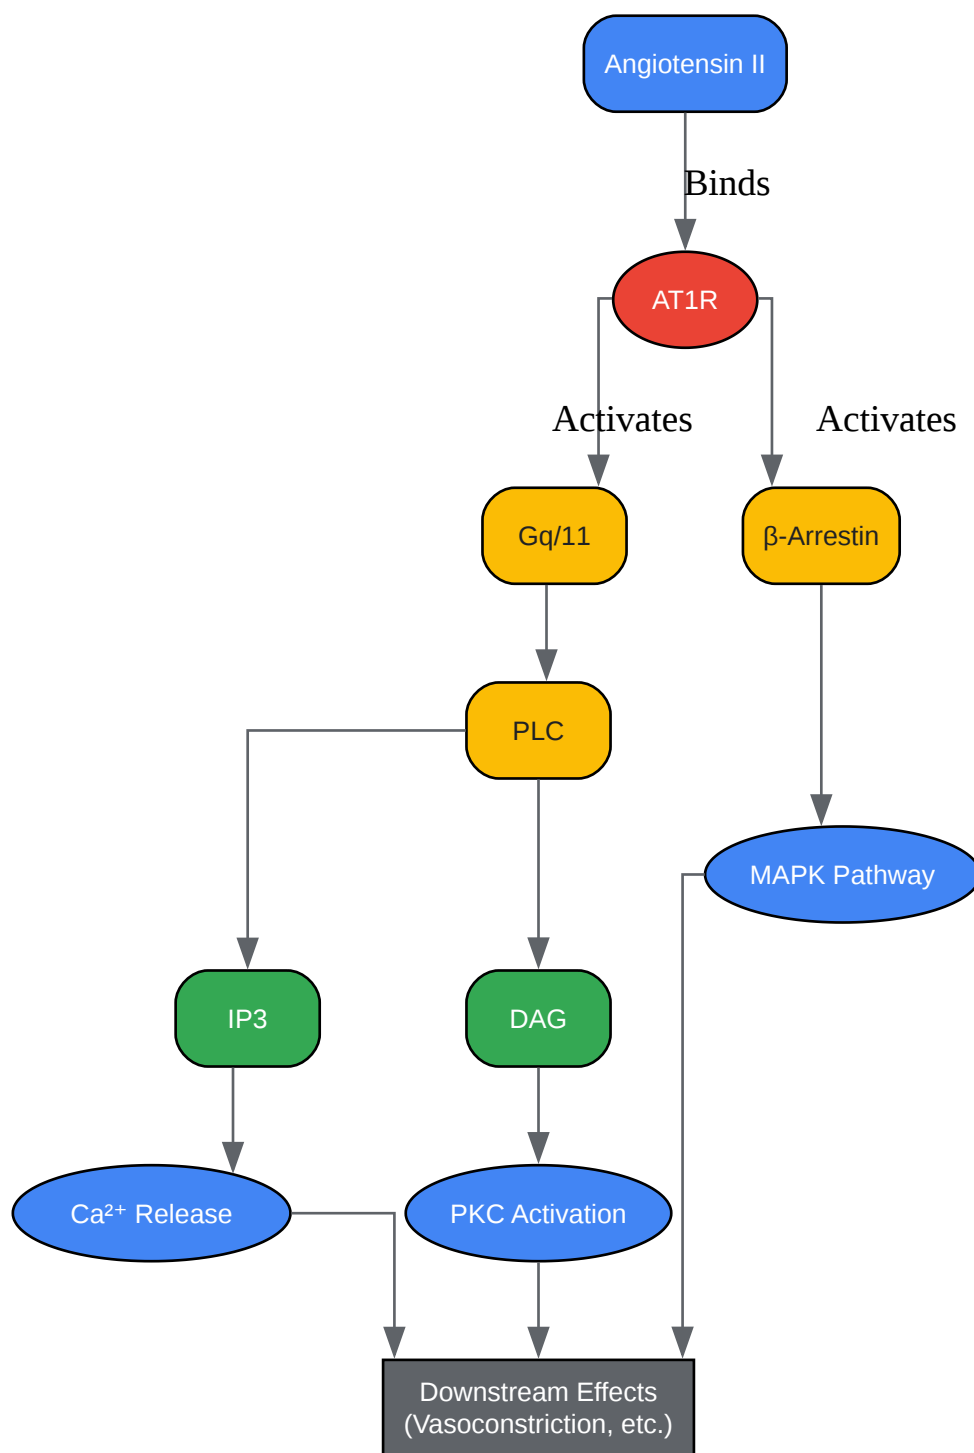 Angiotensin II
Binds
AT1R
Activates
Activates
Gq/11
β-Arrestin
PLC
MAPK Pathway
IP3
DAG
Ca²⁺ Release
PKC Activation
Downstream Effects
(Vasoconstriction, etc.)